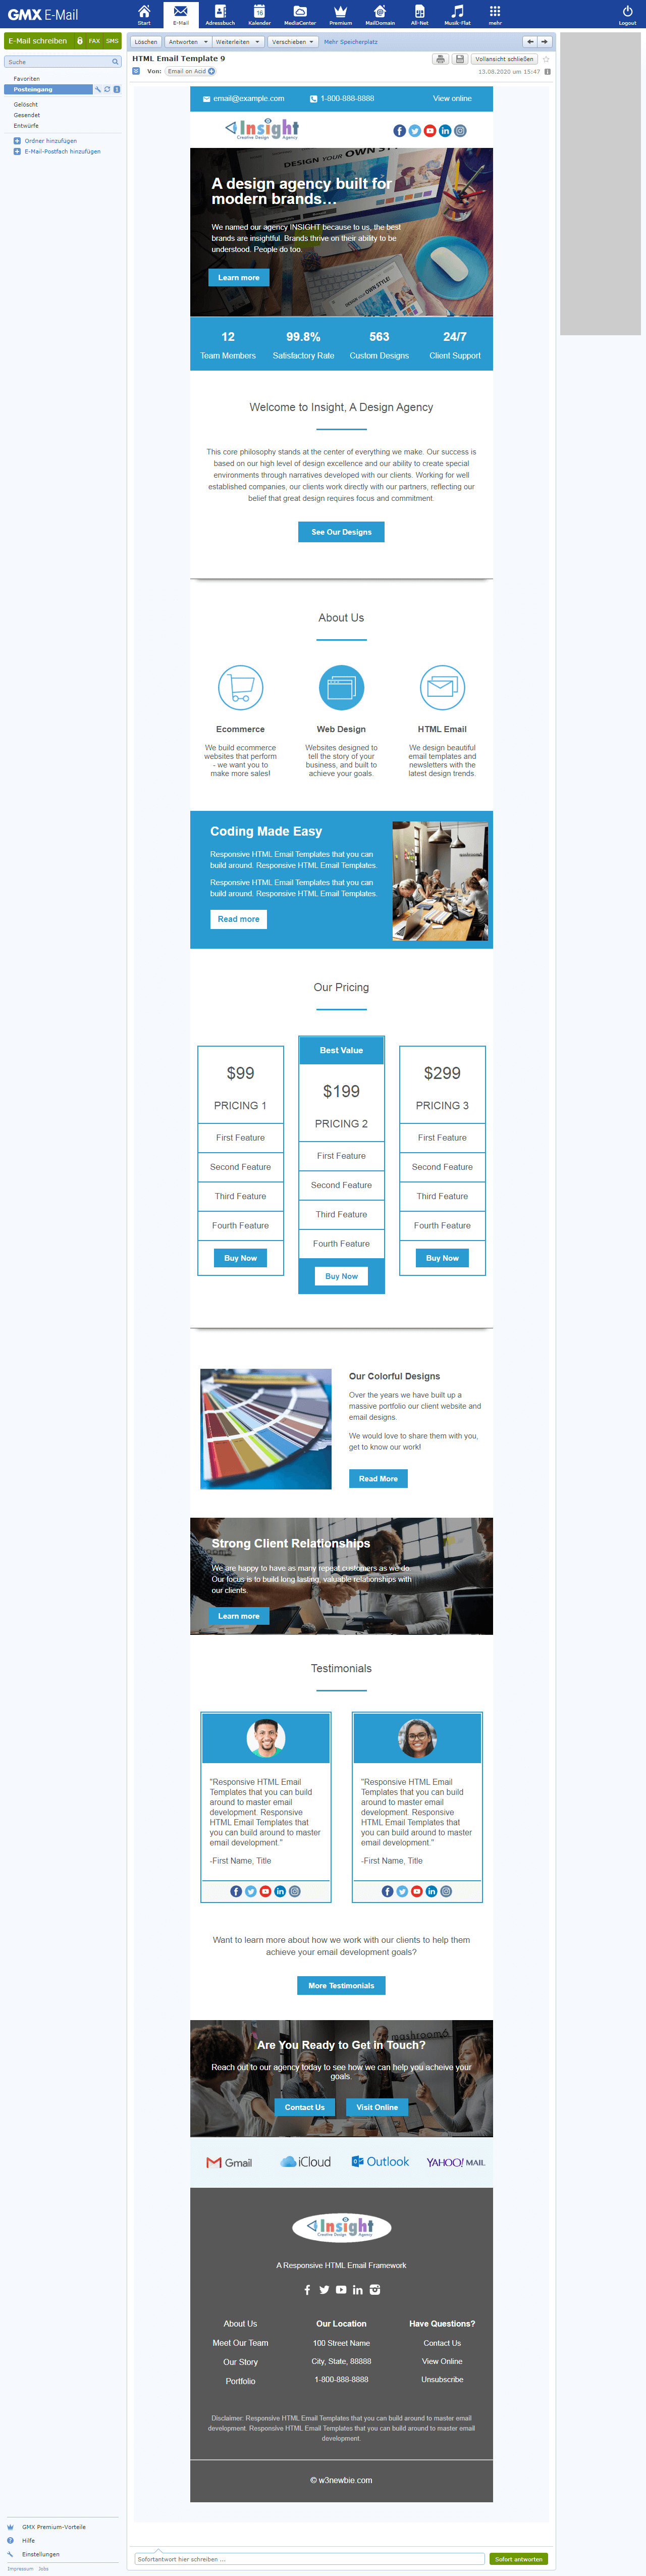 GMX E-Mail
Start
E-Mail
Adressbuch
Kalender
16
MediaCenter
Premium
MailDomain
All-Net
Musik-Flat
mehr
Logout
E-Mail schreiben
FAX
SMS
Suche
Favoriten
Posteingang
Gelöscht
Gesendet
Entwürfe
Ordner hinzufügen
E-Mail-Postfach hinzufügen
Löschen
Antworten
Weiterleiten
Verschieben
Mehr Speicherplatz
HTML Email Template 9
Vollansicht schließen
Von: Email on Acid
13.08.2020 um 15:47
email@example.com
1-800-888-8888
View online
Insight
Creative Design Agency
DESIGN YOUR OWN STYLE!
A design agency built for
modern brands...
We named our agency INSIGHT because to us, the best
brands are insightful. Brands thrive on their ability to be
understood. People do too.
Learn more
12
Team Members
99.8%
Satisfactory Rate
563
Custom Designs
24/7
Client Support
Welcome to Insight, A Design Agency
This core philosophy stands at the center of everything we make. Our success is
based on our high level of design excellence and our ability to create special
environments through narratives developed with our clients. Working for well
established companies, our clients work directly with our partners, reflecting our
belief that great design requires focus and commitment.
See Our Designs
About Us
Ecommerce
We build ecommerce
websites that perform
- we want you to
make more sales!
Web Design
Websites designed to
tell the story of your
business, and built to
achieve your goals.
HTML Email
We design beautiful
email templates and
newsletters with the
latest design trends.
Coding Made Easy
Responsive HTML Email Templates that you can
build around. Responsive HTML Email Templates.
Responsive HTML Email Templates that you can
build around. Responsive HTML Email Templates.
Read more
Our Pricing
$99
PRICING 1
First Feature
Second Feature
Third Feature
Fourth Feature
Buy Now
Best Value
$199
PRICING 2
First Feature
Second Feature
Third Feature
Fourth Feature
Buy Now
$299
PRICING 3
First Feature
Second Feature
Third Feature
Fourth Feature
Buy Now
Our Colorful Designs
Over the years we have built up a
massive portfolio our client website and
email designs.
We would love to share them with you,
get to know our work!
Read More
Strong Client Relationships
We are happy to have as many repeat customers as we do.
Our focus is to build long lasting, valuable relationships with
our clients.
Learn more
Testimonials
"Responsive HTML Email
Templates that you can build
around to master email
development. Responsive
HTML Email Templates that
you can build around to master
email development."
-First Name, Title
"Responsive HTML Email
Templates that you can build
around to master email
development. Responsive
HTML Email Templates that
you can build around to master
email development."
-First Name, Title
Want to learn more about how we work with our clients to help them
achieve your email development goals?
More Testimonials
mushroom6
Are You Ready to Get in Touch?
Reach out to our agency today to see how we can help you acheive your
goals.
Contact Us
Visit Online
Gmail
iCloud
Outlook
YAHOO! MAIL
Insight
Creative Design Agency
A Responsive HTML Email Framework
About Us
Meet Our Team
Our Story
Portfolio
Our Location
100 Street Name
City, State, 88888
1-800-888-8888
Have Questions?
Contact Us
View Online
Unsubscribe
Disclaimer: Responsive HTML Email Templates that you can build around to master email
development. Responsive HTML Email Templates that you can build around to master email
development.
© w3newbie.com
GMX Premium-Vorteile
Hilfe
Einstellungen
Impressum
Jobs
Sofortantwort hier schreiben ...
Sofort antworten